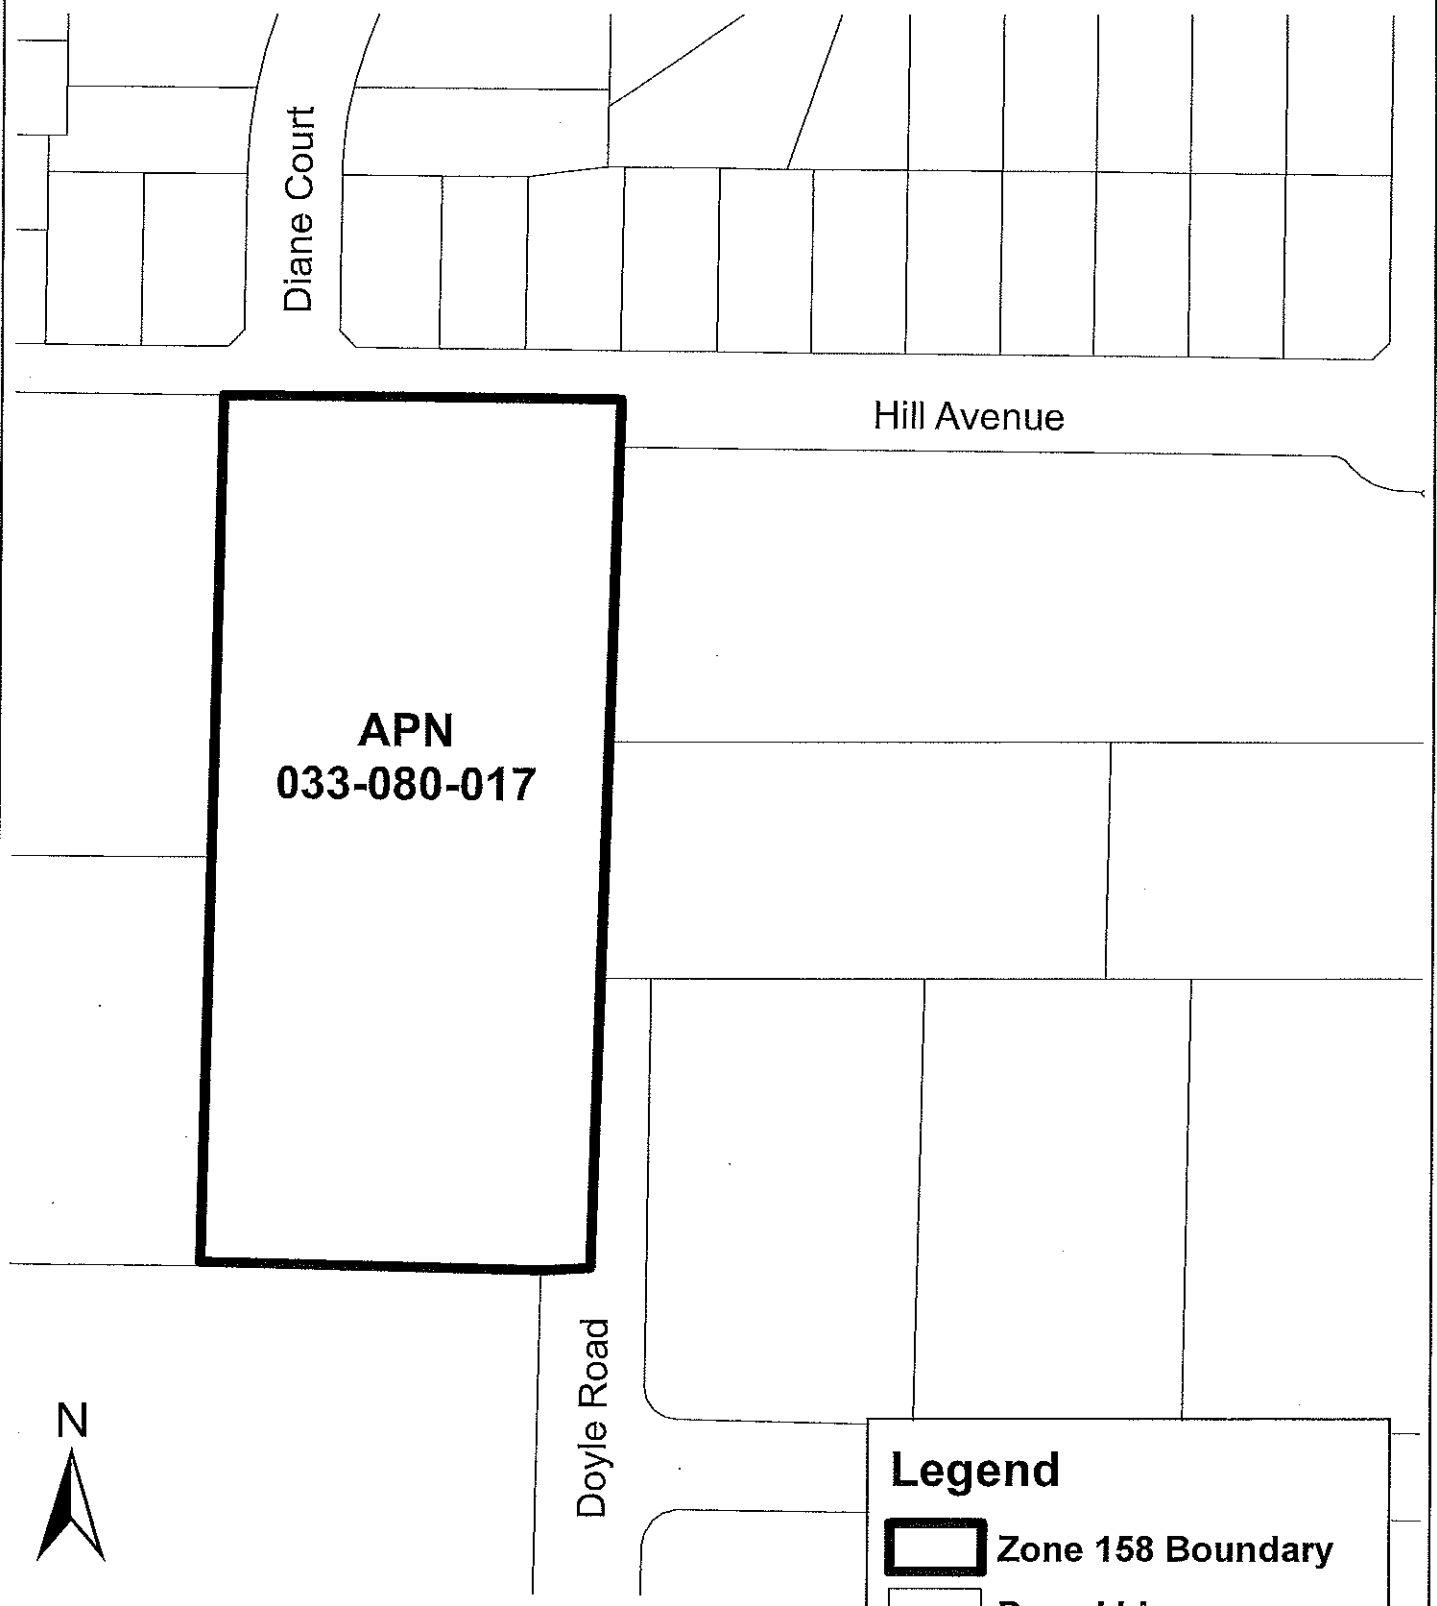 Diane Court
Hill Avenue
APN
033-080-017
Doyle Road
N
Legend
Zone 158 Boundary